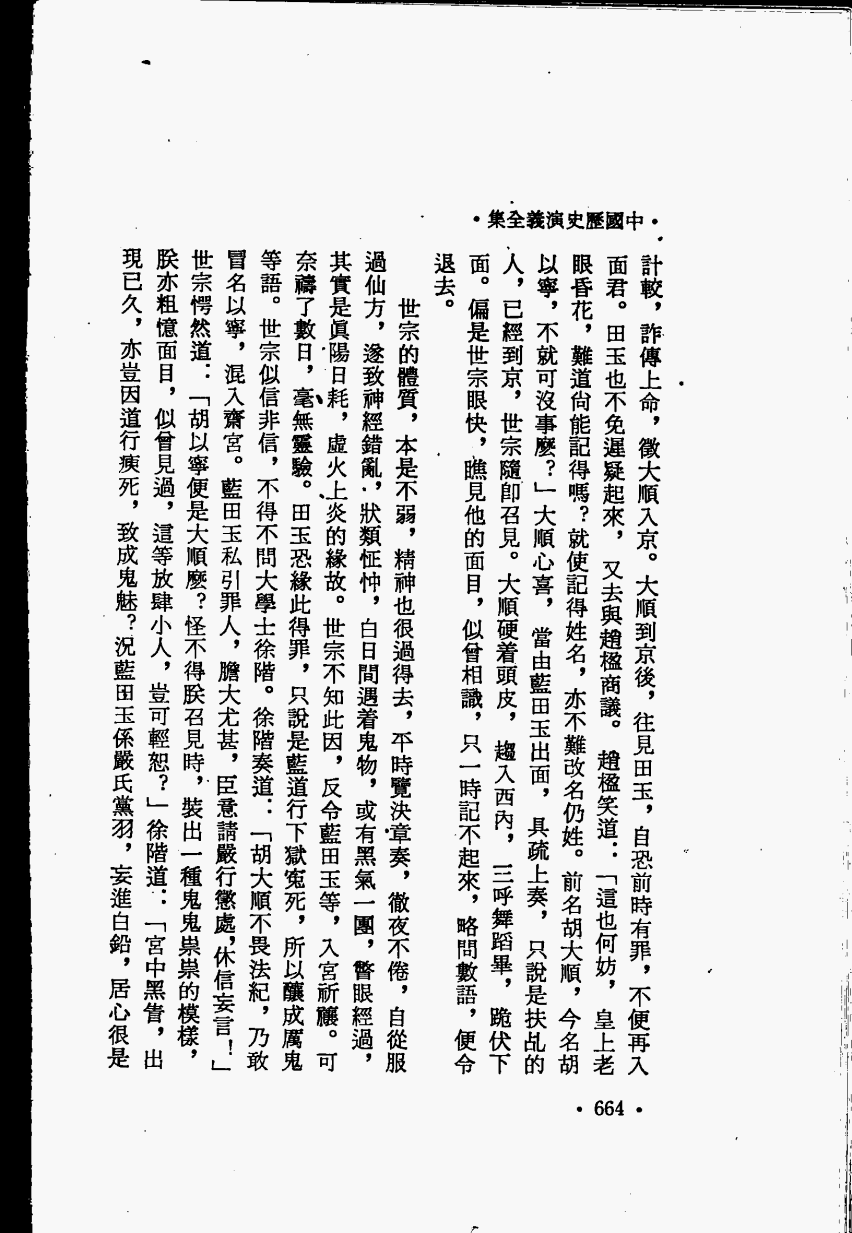 •中國歷史演義全集•
計較，詐傳上命，徵大順入京。大順到京後，往見田玉，自恐前時有罪，不便再入
面君。田玉也不免遲疑起來，又去與趙楹商議。趙楹笑道：「這也何妨，皇上老
眼昏花，難道尙能記得嗎？就使記得姓名，亦不難改名仍姓。前名胡大順，今名胡
以寧，不就可沒事麽？」大順心喜，當由藍田玉出面，具疏上奏，只說是扶乩的
人，已經到京，世宗隨卽召見。大順硬着頭皮，趨入西內，三呼舞蹈畢，跪伏下
面。偏是世宗眼快，瞧見他的面目，似曾相識，只一時記不起來，略問數語，便令
退去。
世宗的體質，本是不弱，精神也很過得去，平時覽決章奏，徹夜不倦，自從服
過仙方，遂致神經錯亂，狀類怔忡，白日間遇着鬼物，或有黑氣一團，瞥眼經過，
其實是眞陽日耗，虛火上炎的緣故。世宗不知此因，反令藍田玉等，入宮祈禳。可
奈禱了數日，毫無靈驗。田玉恐緣此得罪，只說是藍道行下獄寃死，所以釀成厲鬼
等語。世宗似信非信，不得不問大學士徐階。徐階奏道：「胡大順不畏法紀，乃敢
冒名以寧，混入齋宮。藍田玉私引罪人，膽大尤甚，臣意請嚴行懲處，休信妄言！」
世宗愕然道：「胡以寧便是大順麽？怪不得朕召見時，裝出一種鬼鬼祟祟的模樣，
朕亦粗憶面目，似曾見過，這等放肆小人，豈可輕恕？」徐階道：「宮中黑眚，出
現已久，亦豈因道行瘐死，致成鬼魅？況藍田玉係嚴氏黨羽，妄進白鉛，居心很是
•664•